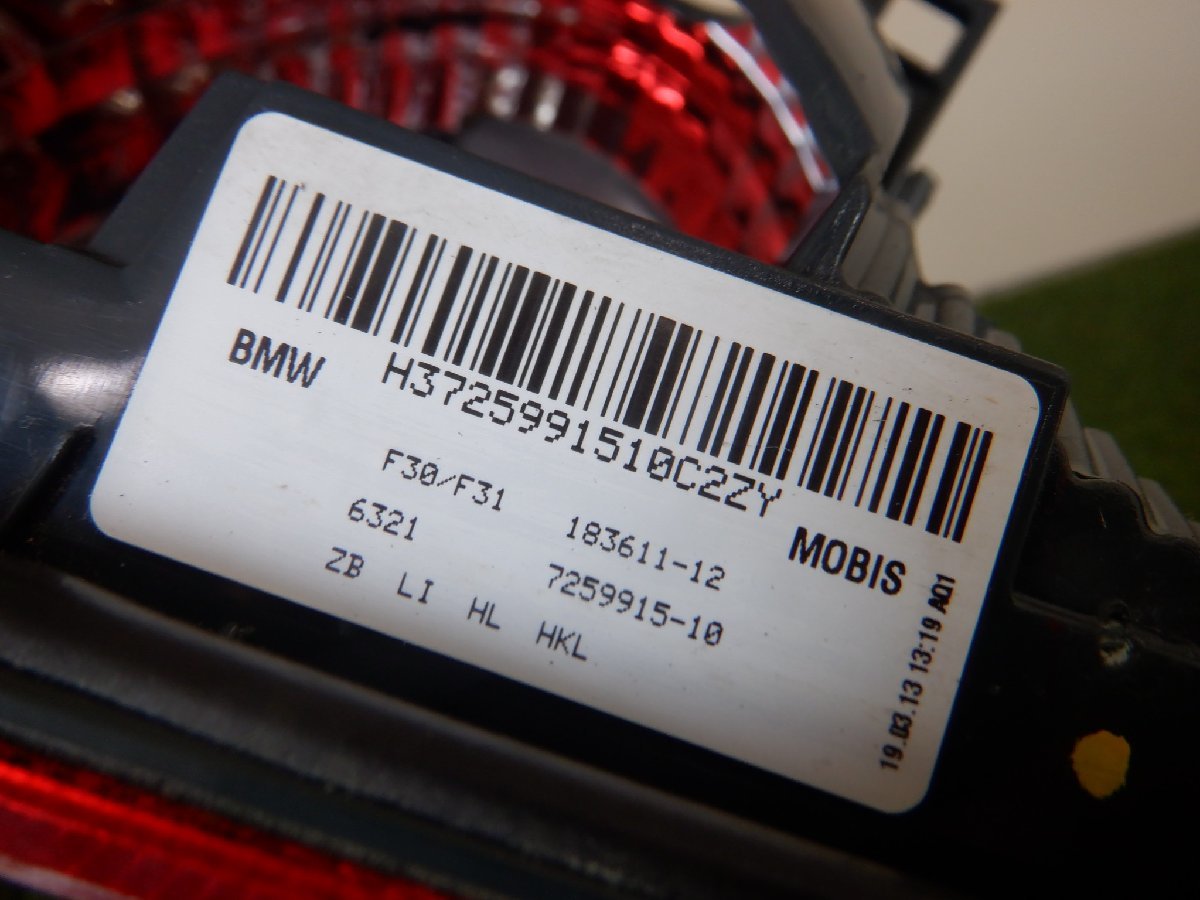 BMW H3725991510C2ZY MOBIS
F30/F31 183611-12
6321 7259915-10
ZB LI HL HKL
19.03.13 13:19 AQ1